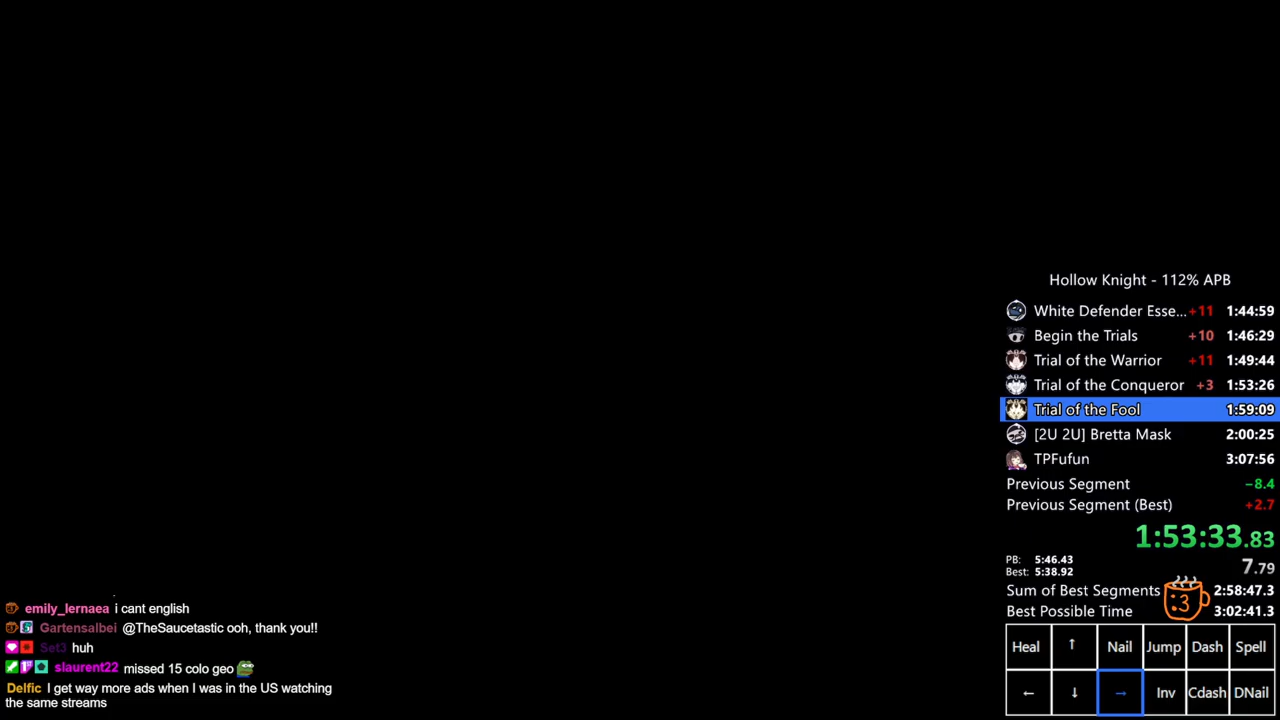 Hollow Knight - 112% APB
White Defender Esse... +11 1:44:59
Begin the Trials +10 1:46:29
Trial of the Warrior +11 1:49:44
Trial of the Conqueror +3 1:53:26
Trial of the Fool 1:59:09
[2U 2U] Bretta Mask 2:00:25
TPFufun 3:07:56
Previous Segment -8.4
Previous Segment (Best) +2.7
1:53:33.83
PB: 5:46.43
Best: 5:38.92
7.79
Sum of Best Segments 2:58:47.3
Best Possible Time 3:02:41.3
Heal ↑ Nail Jump Dash Spell
← ↓ → Inv Cdash DNail
emily_lernaea i cant english
Gartensalbei @TheSaucetastic ooh, thank you!!
Set3 huh
slaurent22 missed 15 colo geo
Delfic I get way more ads when I was in the US watching
the same streams